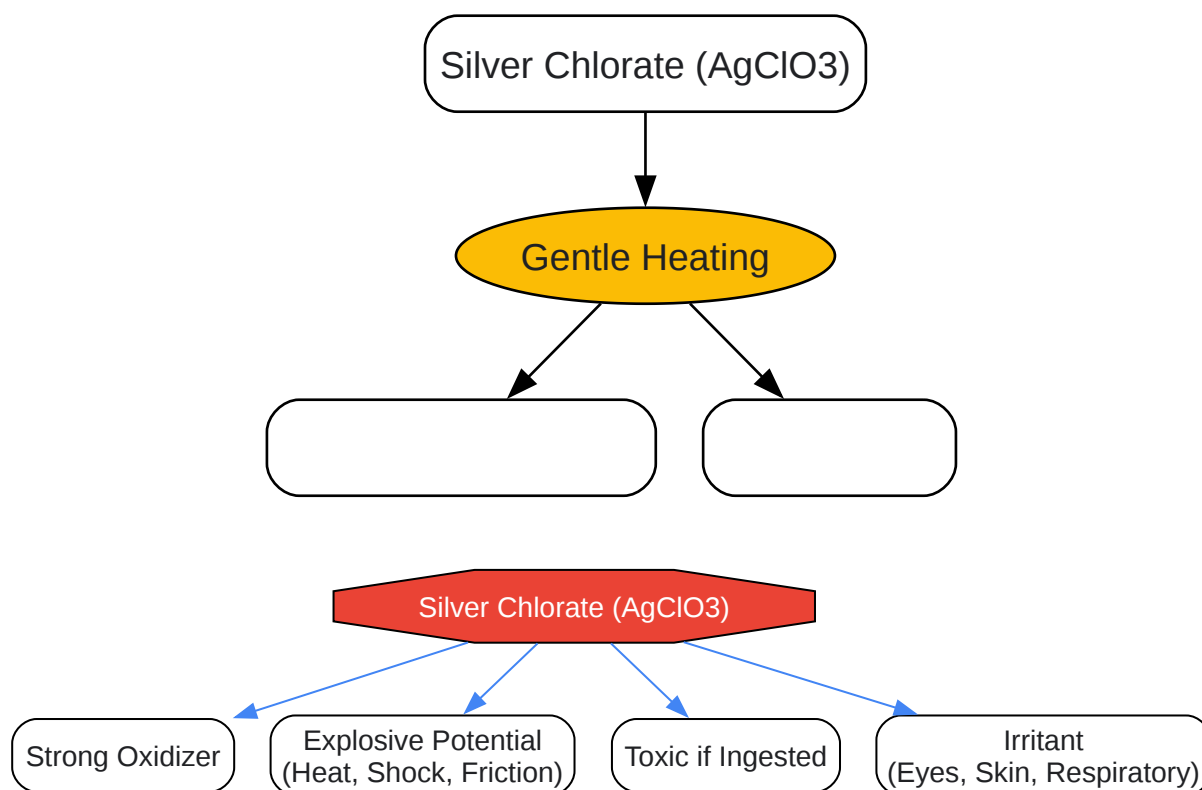 Silver Chlorate (AgClO3)
Gentle Heating
Silver Chlorate (AgClO3)
Strong Oxidizer
Explosive Potential
(Heat, Shock, Friction)
Toxic if Ingested
Irritant
(Eyes, Skin, Respiratory)